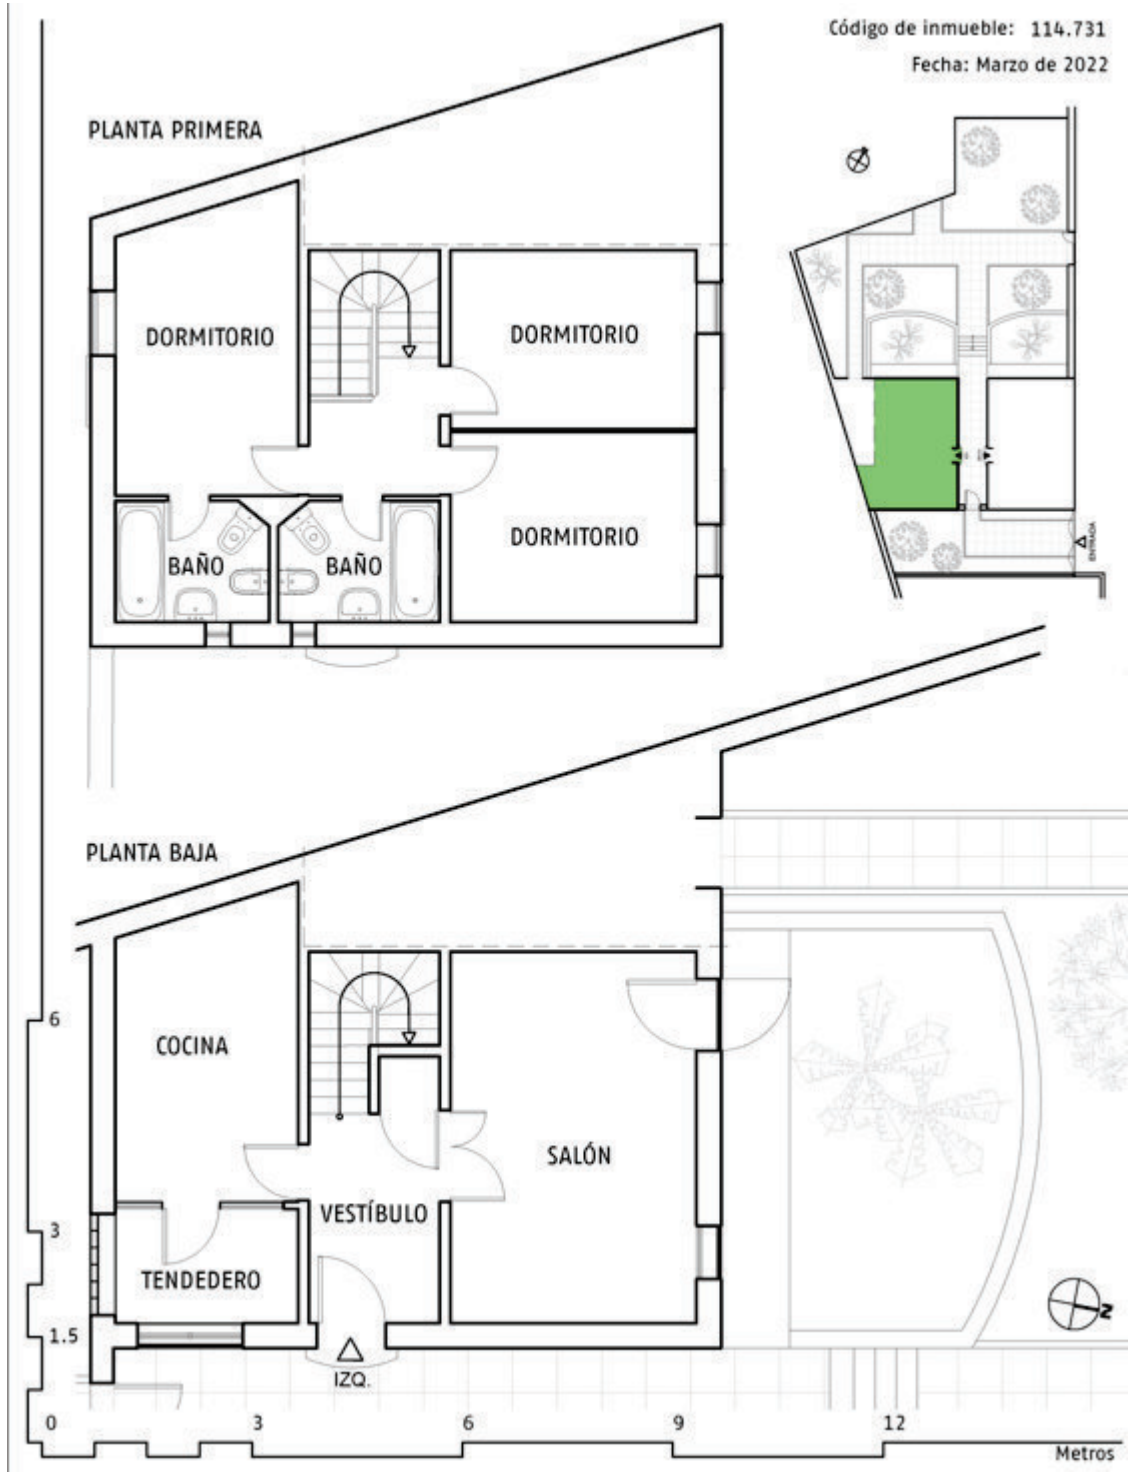 Código de inmueble: 114.731
Fecha: Marzo de 2022
PLANTA PRIMERA
DORMITORIO
DORMITORIO
DORMITORIO
BAÑO
BAÑO
ENTRADA
PLANTA BAJA
6
COCINA
SALÓN
3
VESTÍBULO
TENDEDERO
N
1.5
IZQ.
0 3 6 9 12
Metros